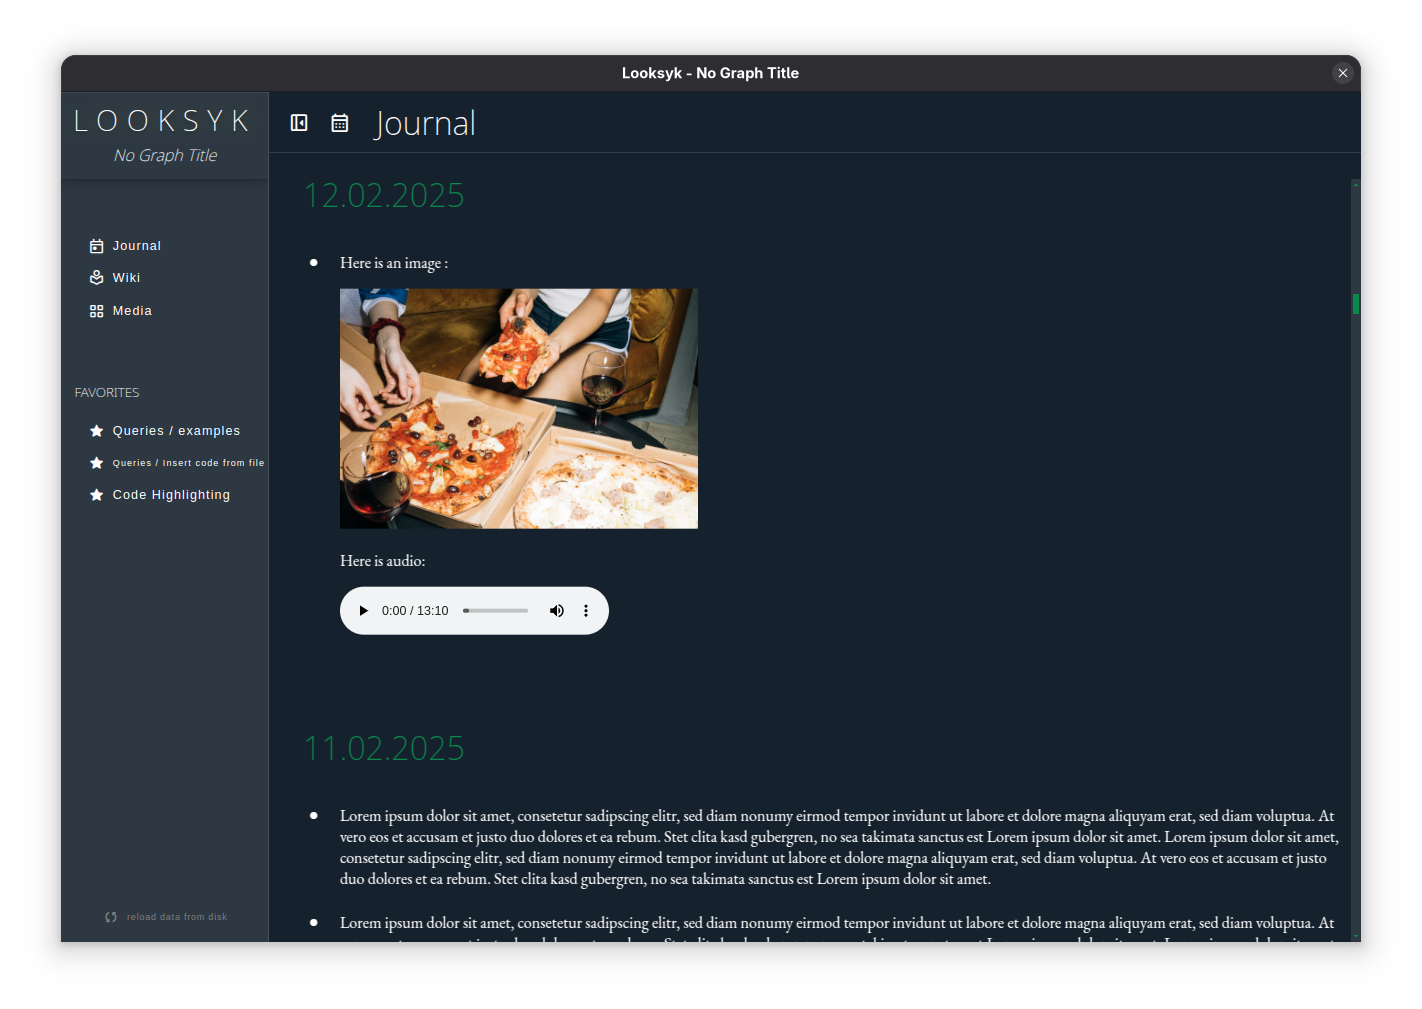 Looksyk - No Graph Title
LOOKSYK
No Graph Title
Journal
Wiki
Media
FAVORITES
Queries / examples
Queries / Insert code from file
Code Highlighting
reload data from disk
Journal
12.02.2025
Here is an image :
Here is audio:
0:00 / 13:10
11.02.2025
Lorem ipsum dolor sit amet, consetetur sadipscing elitr, sed diam nonumy eirmod tempor invidunt ut labore et dolore magna aliquyam erat, sed diam voluptua. At
vero eos et accusam et justo duo dolores et ea rebum. Stet clita kasd gubergren, no sea takimata sanctus est Lorem ipsum dolor sit amet. Lorem ipsum dolor sit amet,
consetetur sadipscing elitr, sed diam nonumy eirmod tempor invidunt ut labore et dolore magna aliquyam erat, sed diam voluptua. At vero eos et accusam et justo
duo dolores et ea rebum. Stet clita kasd gubergren, no sea takimata sanctus est Lorem ipsum dolor sit amet.
Lorem ipsum dolor sit amet, consetetur sadipscing elitr, sed diam nonumy eirmod tempor invidunt ut labore et dolore magna aliquyam erat, sed diam voluptua. At